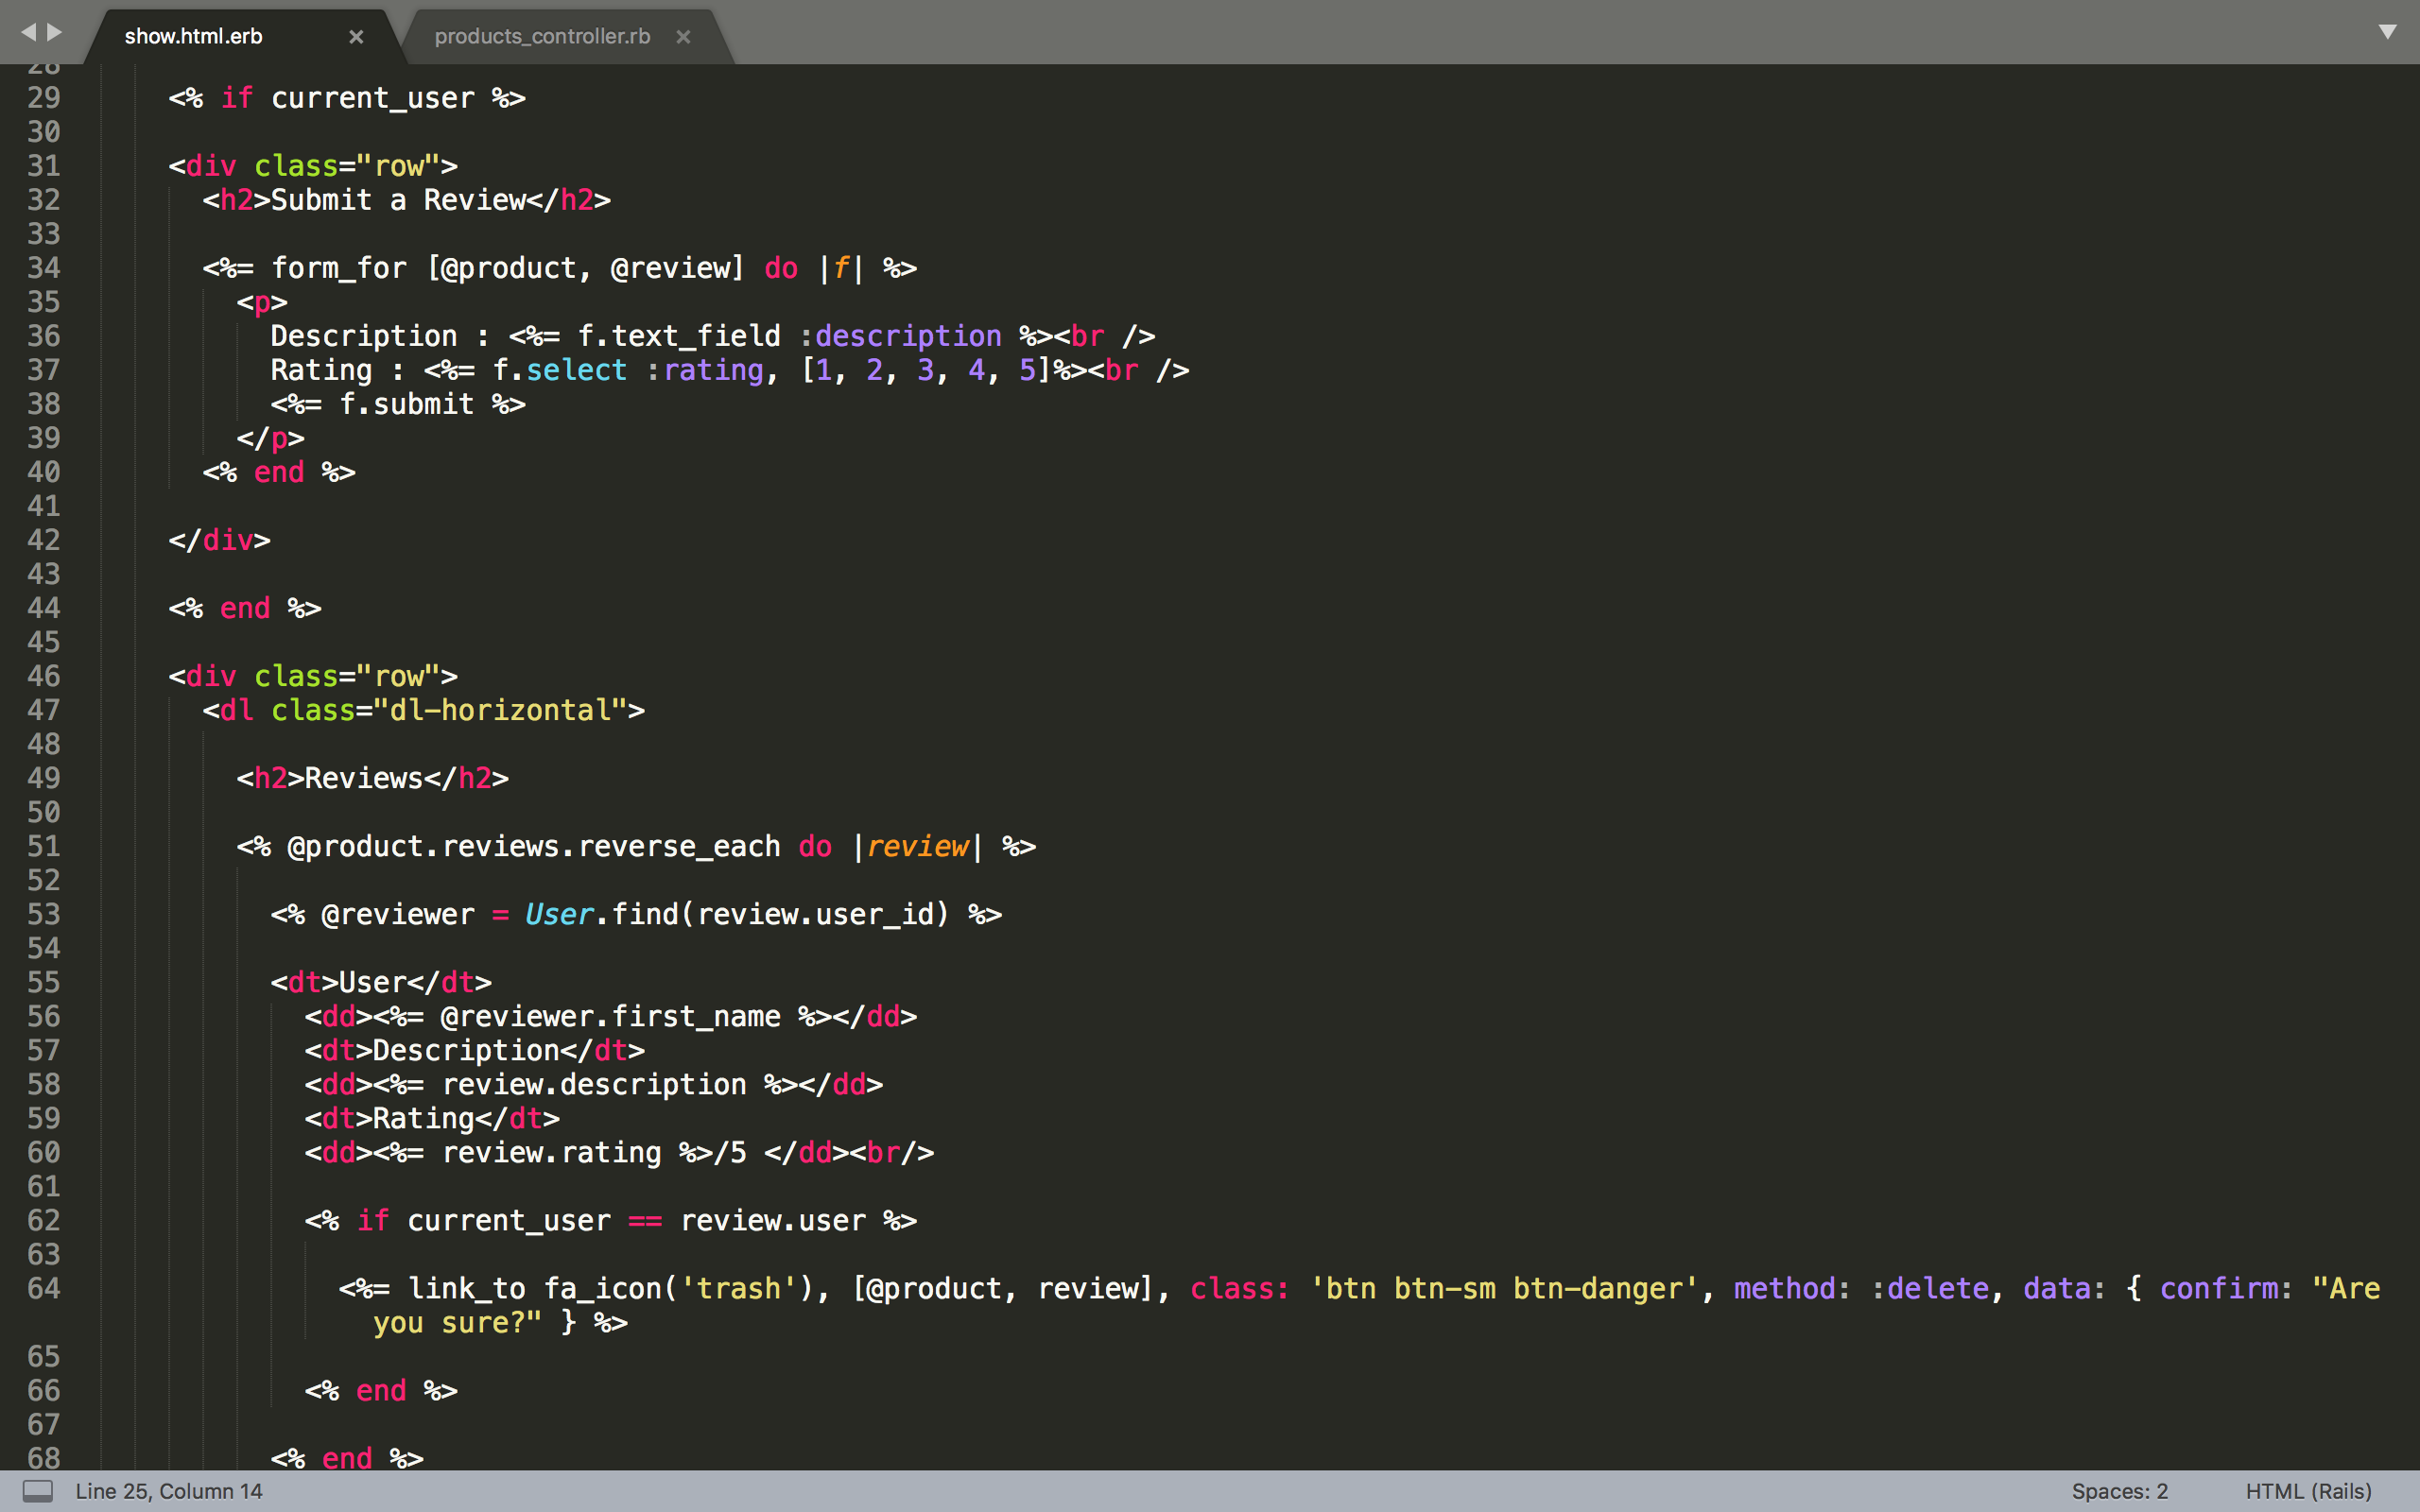 show.html.erb × products_controller.rb ×
28
29 <% if current_user %>
30
31 <div class="row">
32 <h2>Submit a Review</h2>
33
34 <%= form_for [@product, @review] do |f| %>
35 <p>
36 Description : <%= f.text_field :description %><br />
37 Rating : <%= f.select :rating, [1, 2, 3, 4, 5]%><br />
38 <%= f.submit %>
39 </p>
40 <% end %>
41
42 </div>
43
44 <% end %>
45
46 <div class="row">
47 <dl class="dl-horizontal">
48
49 <h2>Reviews</h2>
50
51 <% @product.reviews.reverse_each do |review| %>
52
53 <% @reviewer = User.find(review.user_id) %>
54
55 <dt>User</dt>
56 <dd><%= @reviewer.first_name %></dd>
57 <dt>Description</dt>
58 <dd><%= review.description %></dd>
59 <dt>Rating</dt>
60 <dd><%= review.rating %>/5 </dd><br/>
61
62 <% if current_user == review.user %>
63
64 <%= link_to fa_icon('trash'), [@product, review], class: 'btn btn-sm btn-danger', method: :delete, data: { confirm: "Are
you sure?" } %>
65
66 <% end %>
67
68 <% end %>
Line 25, Column 14 Spaces: 2 HTML (Rails)